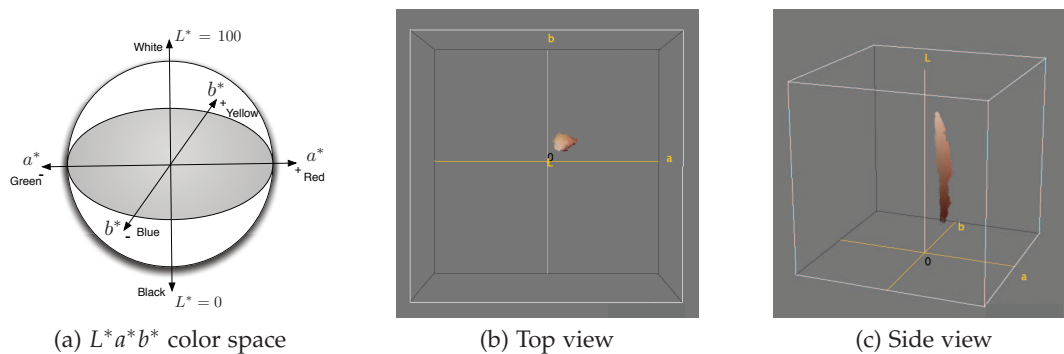 White
L* = 100
b*
+
Yellow
a*
-
Green
a*
+
Red
b*
-
Blue
Black
L* = 0
b
0
L
a
L
b
0
a
(a) L*a*b* color space
(b) Top view
(c) Side view